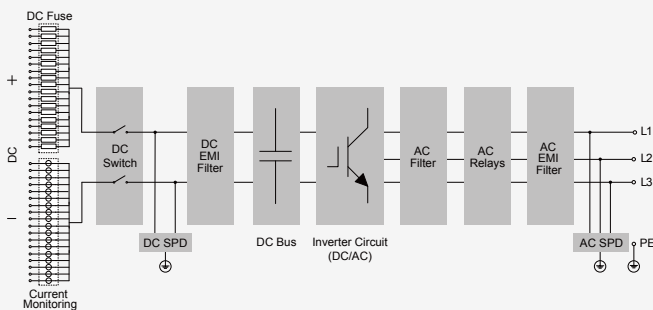 DC Fuse
+
DC
−
Current
Monitoring
DC
Switch
DC SPD
DC
EMI
Filter
DC Bus
Inverter Circuit
(DC/AC)
AC
Filter
AC
Relays
AC
EMI
Filter
L1
L2
L3
AC SPD
PE